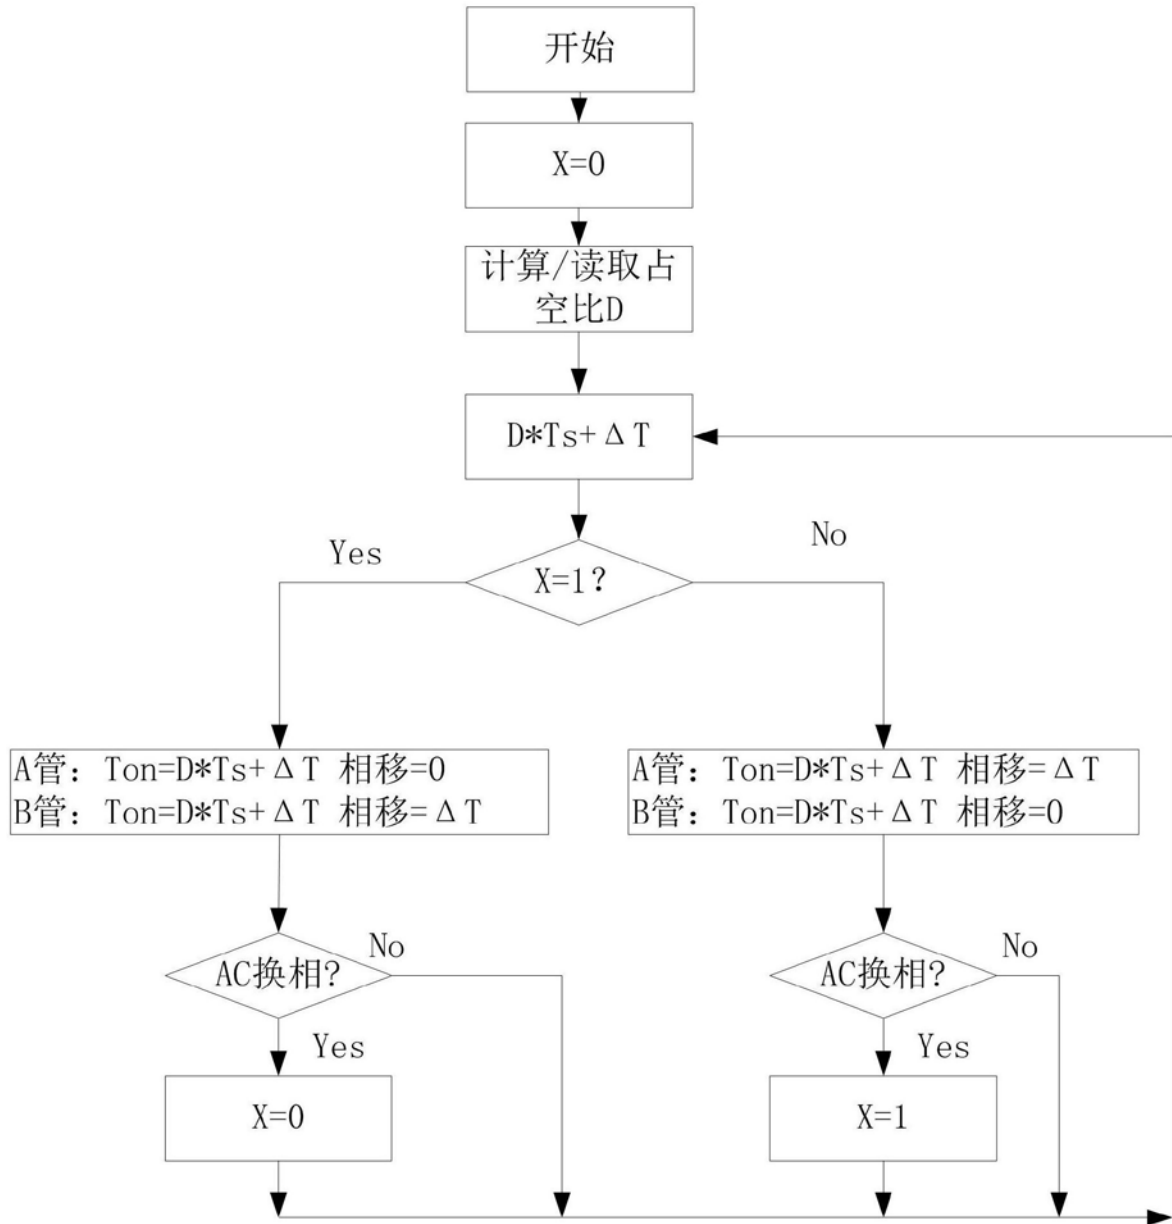 开始
X=0
计算/读取占
空比D
D*Ts+ΔT
Yes
No
X=1?
A管: Ton=D*Ts+ΔT 相移=0
B管: Ton=D*Ts+ΔT 相移=ΔT
A管: Ton=D*Ts+ΔT 相移=ΔT
B管: Ton=D*Ts+ΔT 相移=0
No
AC换相?
No
AC换相?
Yes
Yes
X=0
X=1